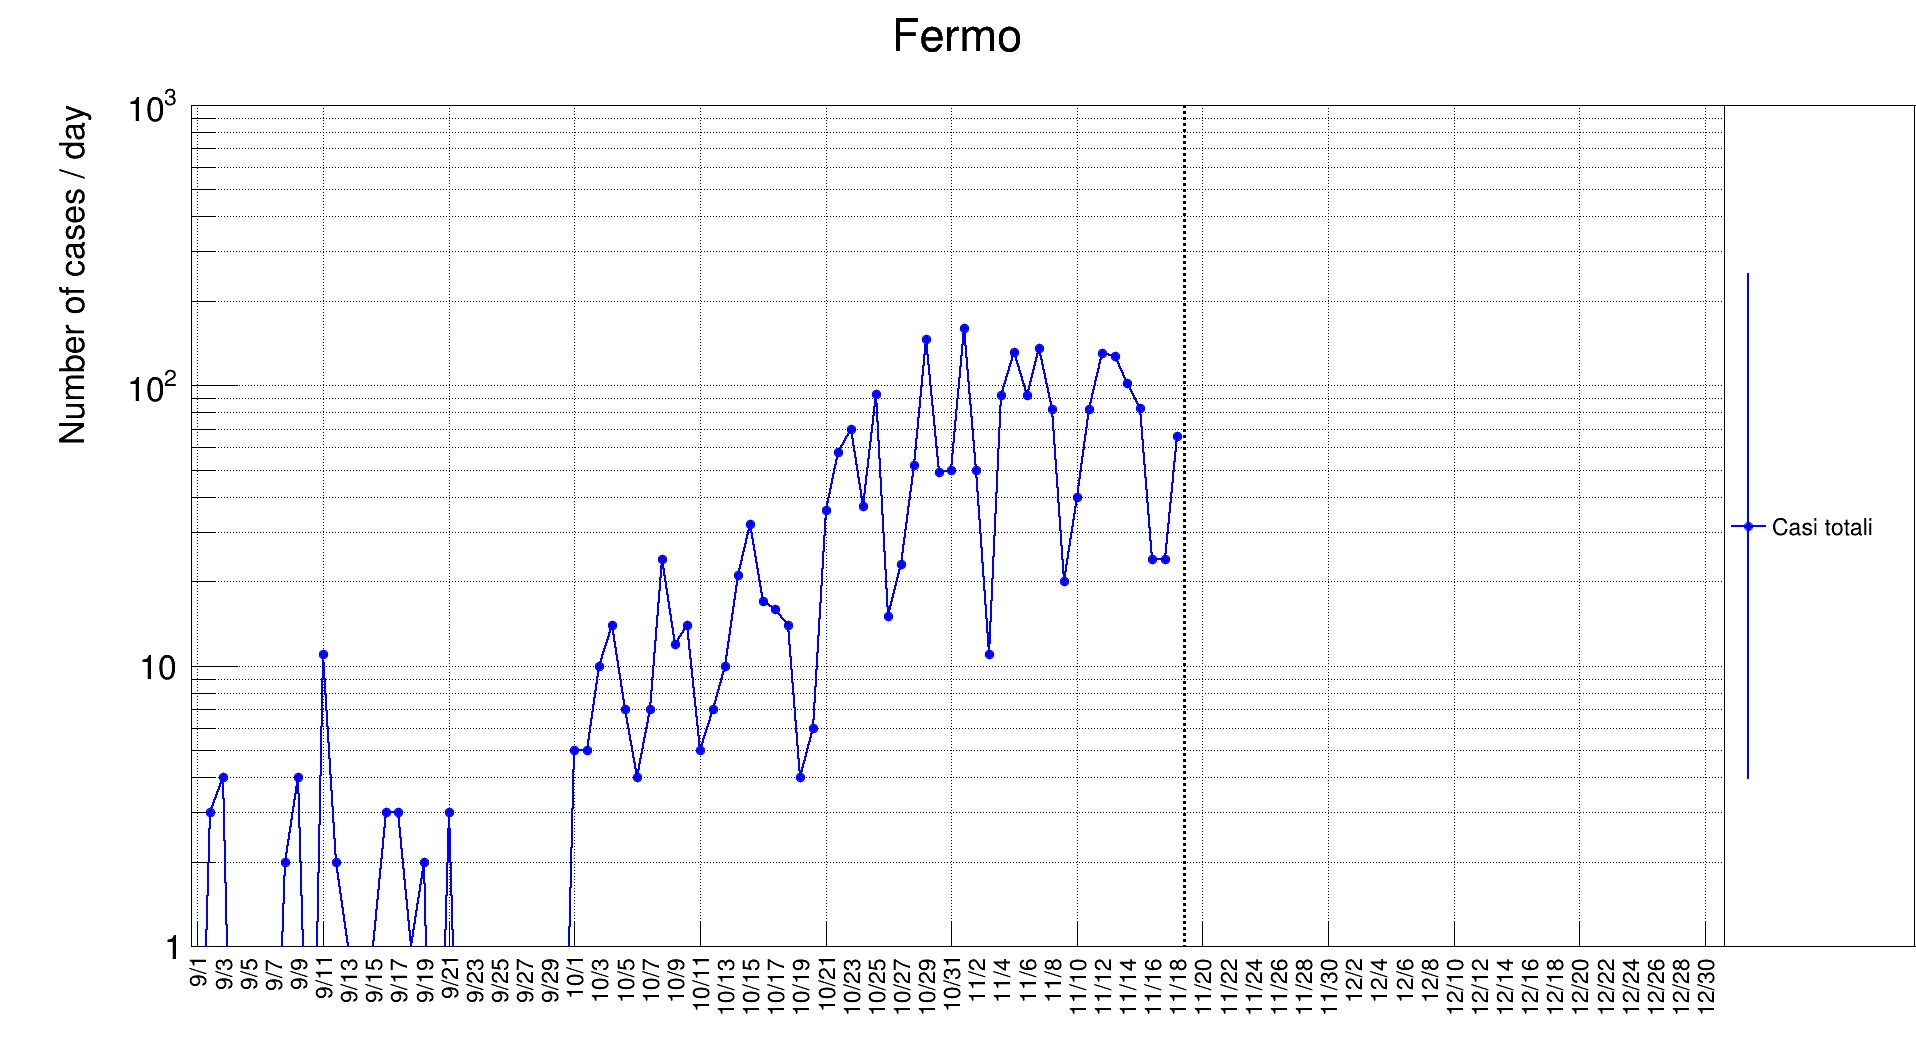 Fermo
Number of cases / day
10³
10²
10
1
9/1 9/3 9/5 9/7 9/9 9/11 9/13 9/15 9/17 9/19 9/21 9/23 9/25 9/27 9/29 10/1 10/3 10/5 10/7 10/9 10/11 10/13 10/15 10/17 10/19 10/21 10/23 10/25 10/27 10/29 10/31 11/2 11/4 11/6 11/8 11/10 11/12 11/14 11/16 11/18 11/20 11/22 11/24 11/26 11/28 11/30 12/2 12/4 12/6 12/8 12/10 12/12 12/14 12/16 12/18 12/20 12/22 12/24 12/26 12/28 12/30
Casi totali